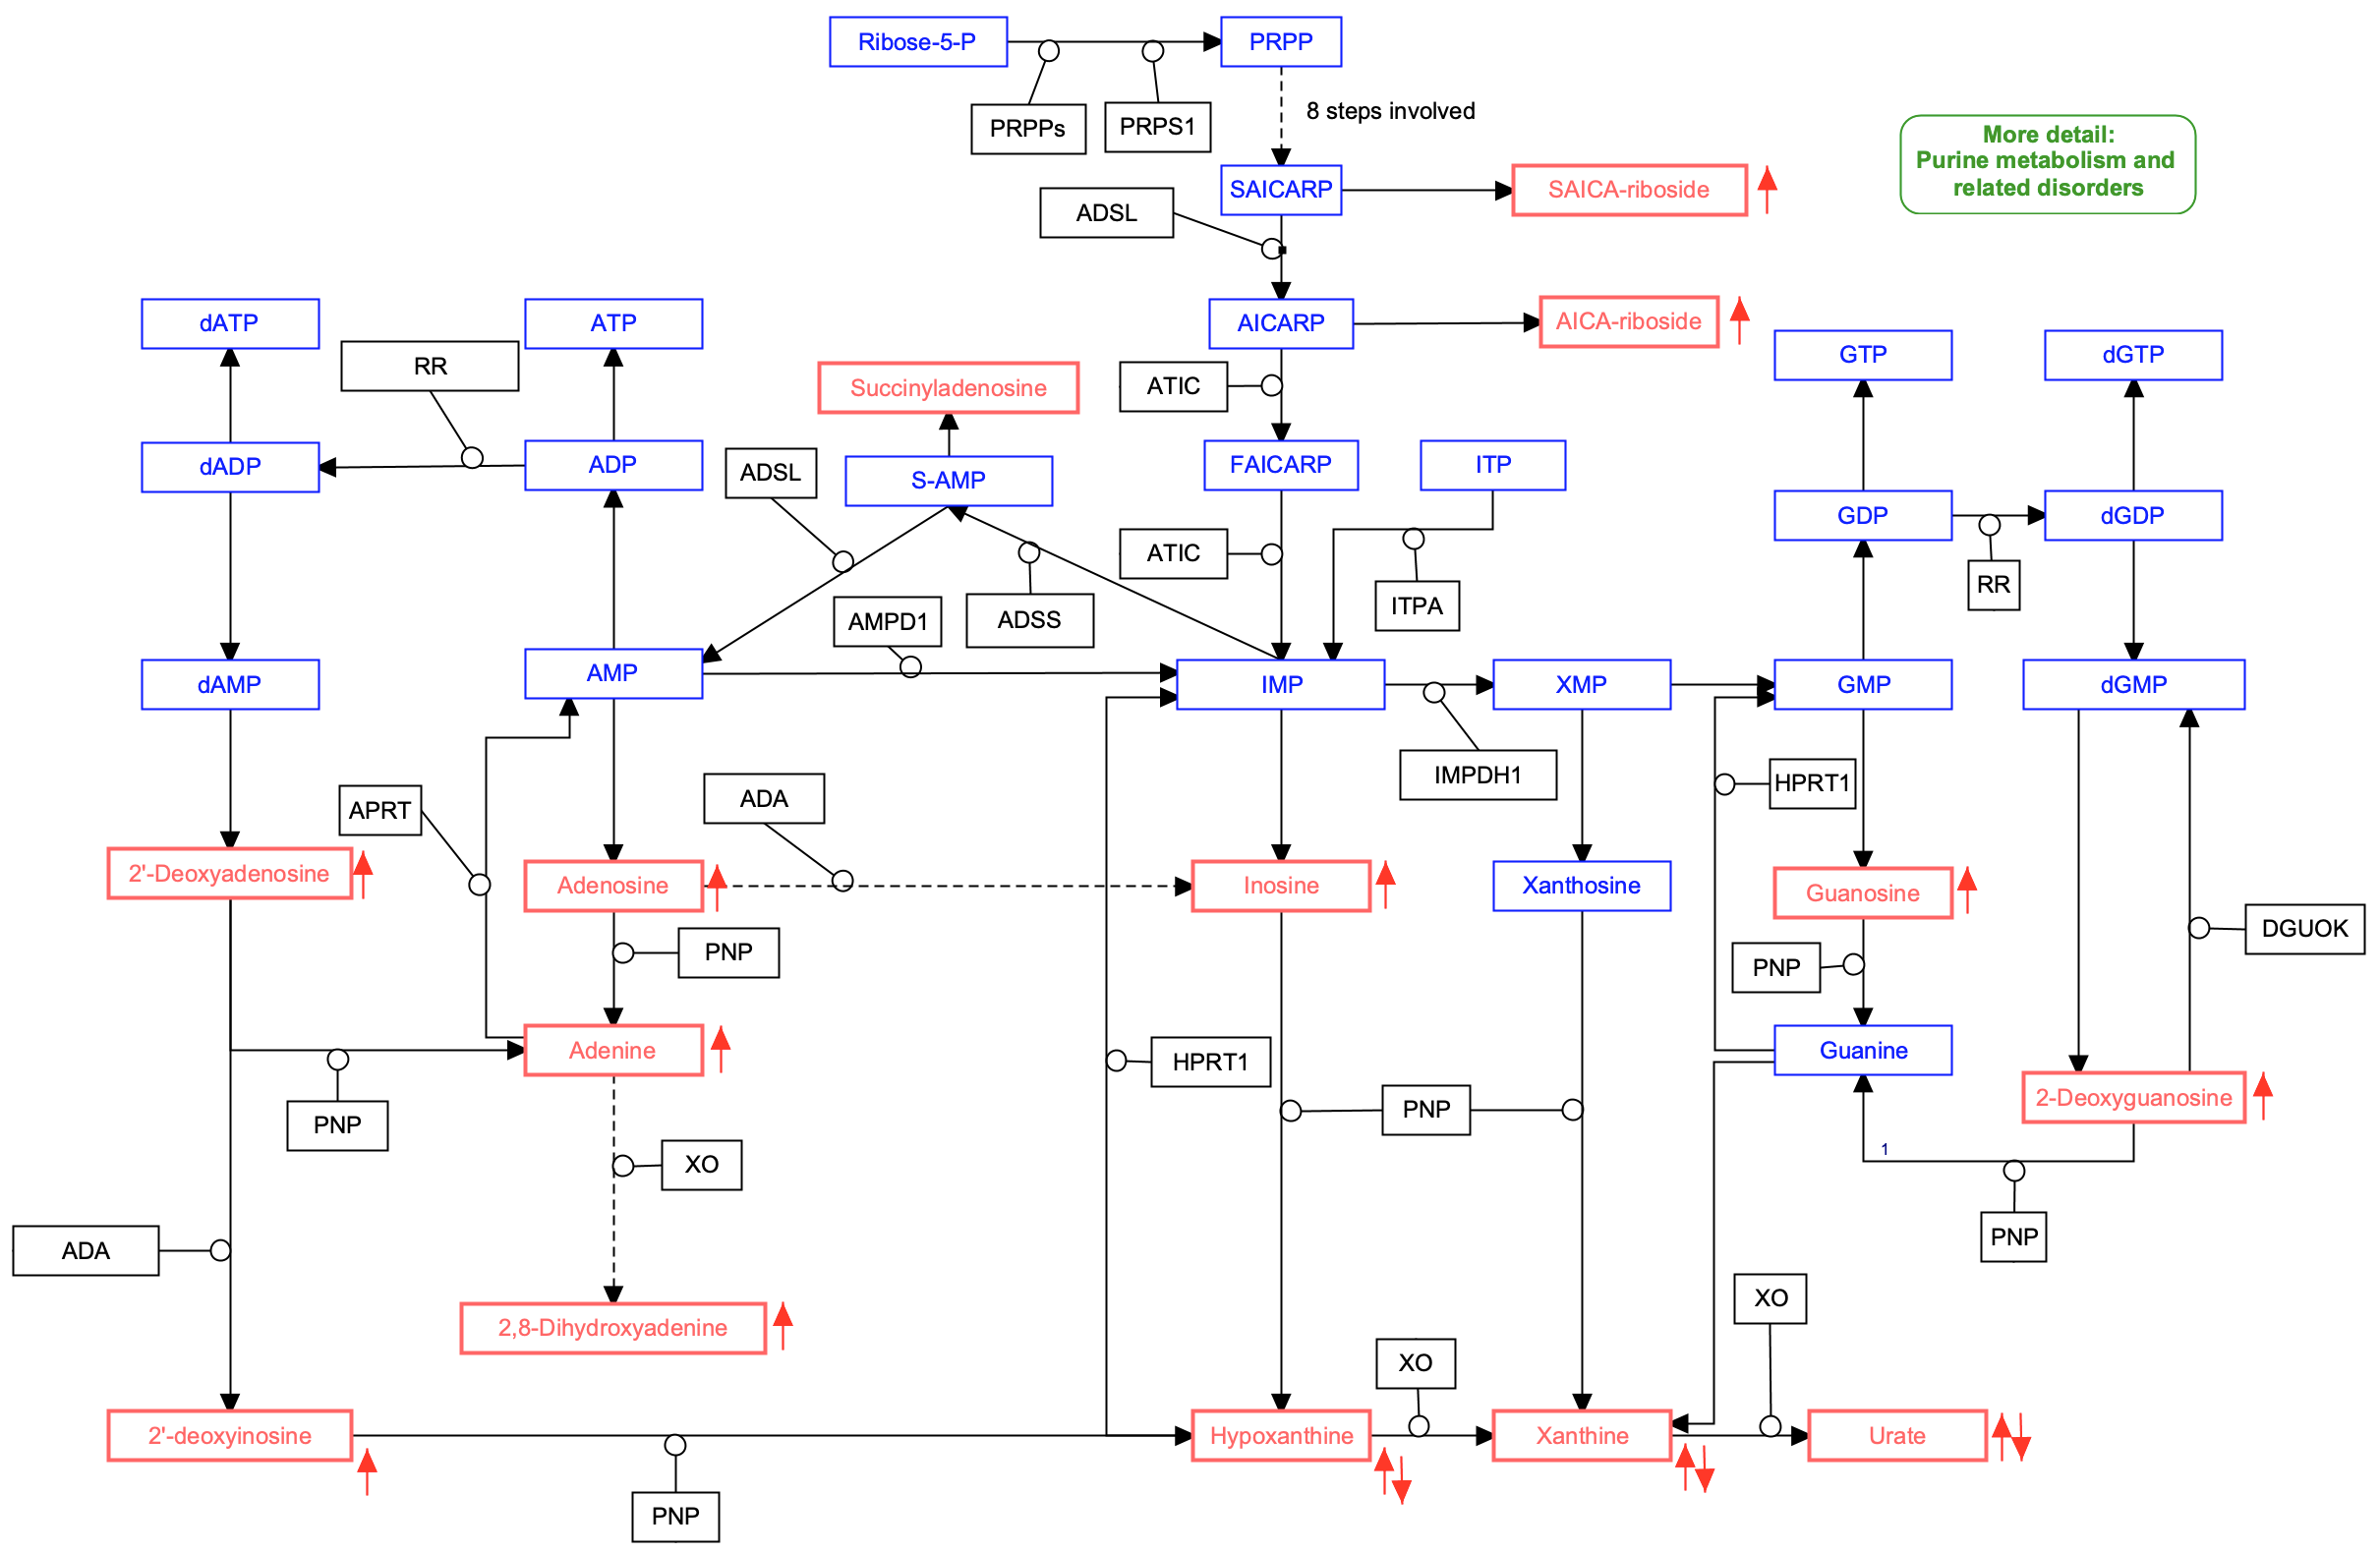 Ribose-5-P
PRPP
PRPPs
PRPS1
8 steps involved
More detail:
Purine metabolism and
related disorders
SAICARP
SAICA-riboside
ADSL
dATP
ATP
AICARP
AICA-riboside
RR
Succinyladenosine
ATIC
GTP
dGTP
dADP
ADP
ADSL
S-AMP
FAICARP
ITP
GDP
dGDP
ATIC
RR
ITPA
AMPD1
ADSS
dAMP
AMP
IMP
XMP
GMP
dGMP
IMPDH1
HPRT1
APRT
ADA
2'-Deoxyadenosine
Adenosine
Inosine
Xanthosine
Guanosine
DGUOK
PNP
PNP
Adenine
HPRT1
Guanine
2-Deoxyguanosine
PNP
PNP
1
XO
PNP
ADA
XO
2,8-Dihydroxyadenine
XO
2'-deoxyinosine
Hypoxanthine
Xanthine
Urate
PNP